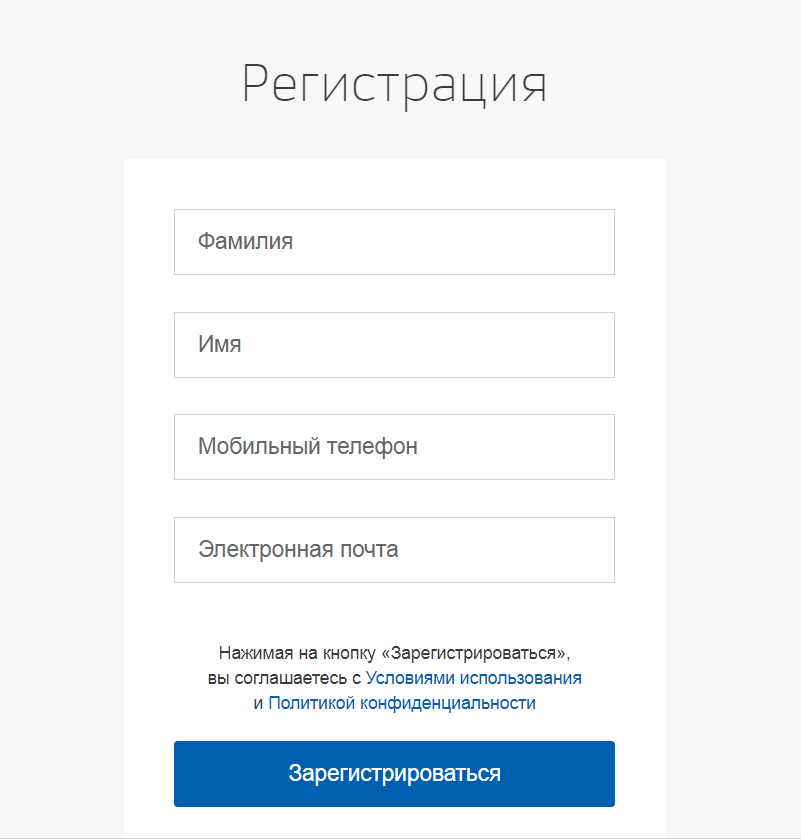 Регистрация
Фамилия
Имя
Мобильный телефон
Электронная почта
Нажимая на кнопку «Зарегистрироваться»,
вы соглашаетесь с Условиями использования
и Политикой конфиденциальности
Зарегистрироваться